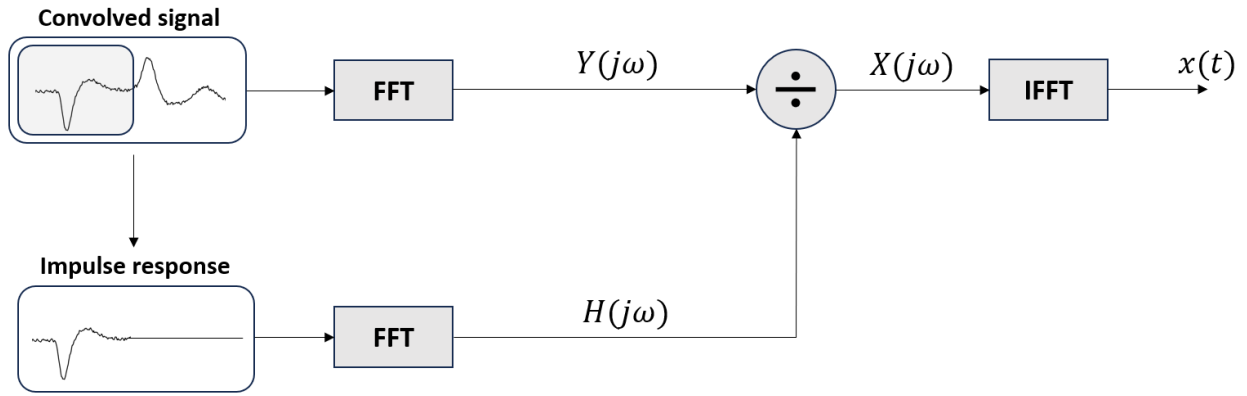 Convolved signal
FFT
Y(jω)
÷
X(jω)
IFFT
x(t)
Impulse response
FFT
H(jω)